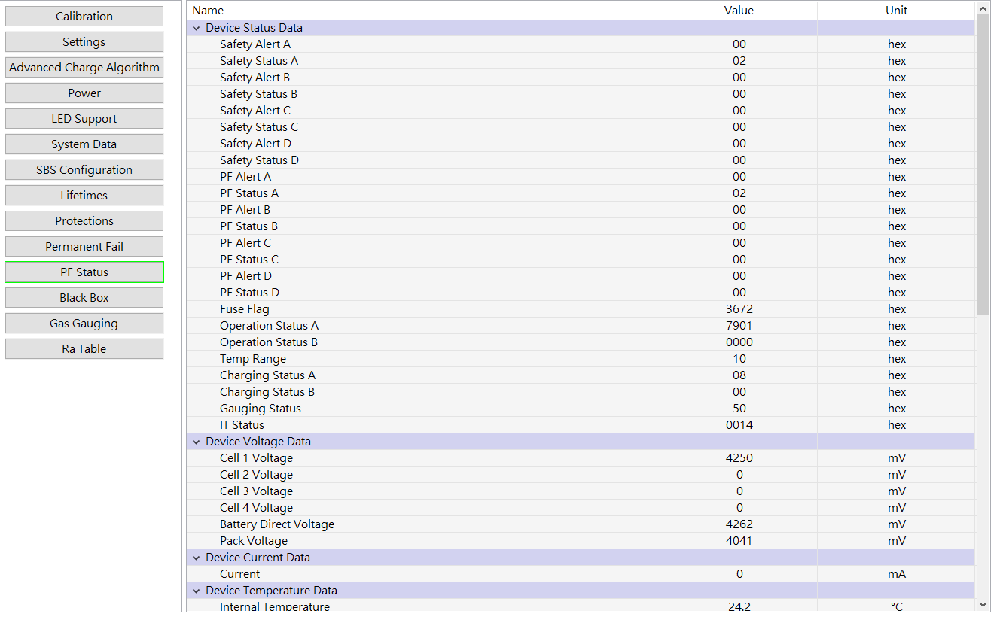 Calibration
Settings
Advanced Charge Algorithm
Power
LED Support
System Data
SBS Configuration
Lifetimes
Protections
Permanent Fail
PF Status
Black Box
Gas Gauging
Ra Table
Name Value Unit
Device Status Data
Safety Alert A 00 hex
Safety Status A 02 hex
Safety Alert B 00 hex
Safety Status B 00 hex
Safety Alert C 00 hex
Safety Status C 00 hex
Safety Alert D 00 hex
Safety Status D 00 hex
PF Alert A 00 hex
PF Status A 02 hex
PF Alert B 00 hex
PF Status B 00 hex
PF Alert C 00 hex
PF Status C 00 hex
PF Alert D 00 hex
PF Status D 00 hex
Fuse Flag 3672 hex
Operation Status A 7901 hex
Operation Status B 0000 hex
Temp Range 10 hex
Charging Status A 08 hex
Charging Status B 00 hex
Gauging Status 50 hex
IT Status 0014 hex
Device Voltage Data
Cell 1 Voltage 4250 mV
Cell 2 Voltage 0 mV
Cell 3 Voltage 0 mV
Cell 4 Voltage 0 mV
Battery Direct Voltage 4262 mV
Pack Voltage 4041 mV
Device Current Data
Current 0 mA
Device Temperature Data
Internal Temperature 24.2 °C